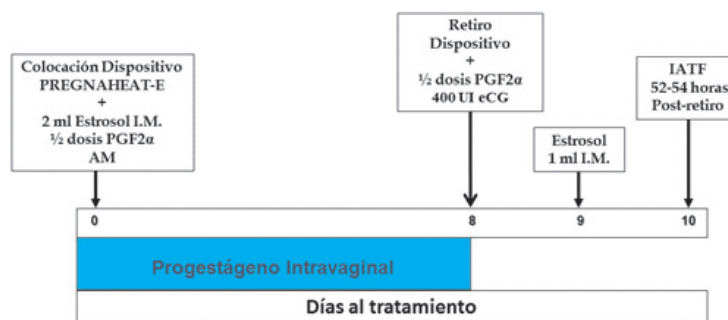 Colocación Dispositivo
PREGNAHEAT-E
+
2 ml Estrosol I.M.
½ dosis PGF2α
AM
Retiro
Dispositivo
+
½ dosis PGF2α
400 UI eCG
Estrosol
1 ml I.M.
IATF
52-54 horas
Post-retiro
0
8
9
10
Progestágeno Intravaginal
Días al tratamiento